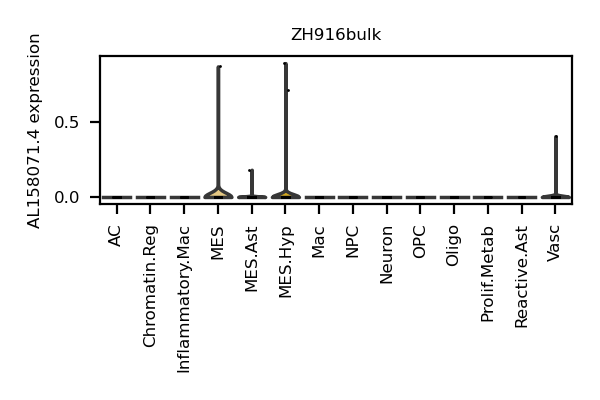 ZH916bulk
AL158071.4 expression
0.5
0.0
AC
Chromatin.Reg
Inflammatory.Mac
MES
MES.Ast
MES.Hyp
Mac
NPC
Neuron
OPC
Oligo
Prolif.Metab
Reactive.Ast
Vasc